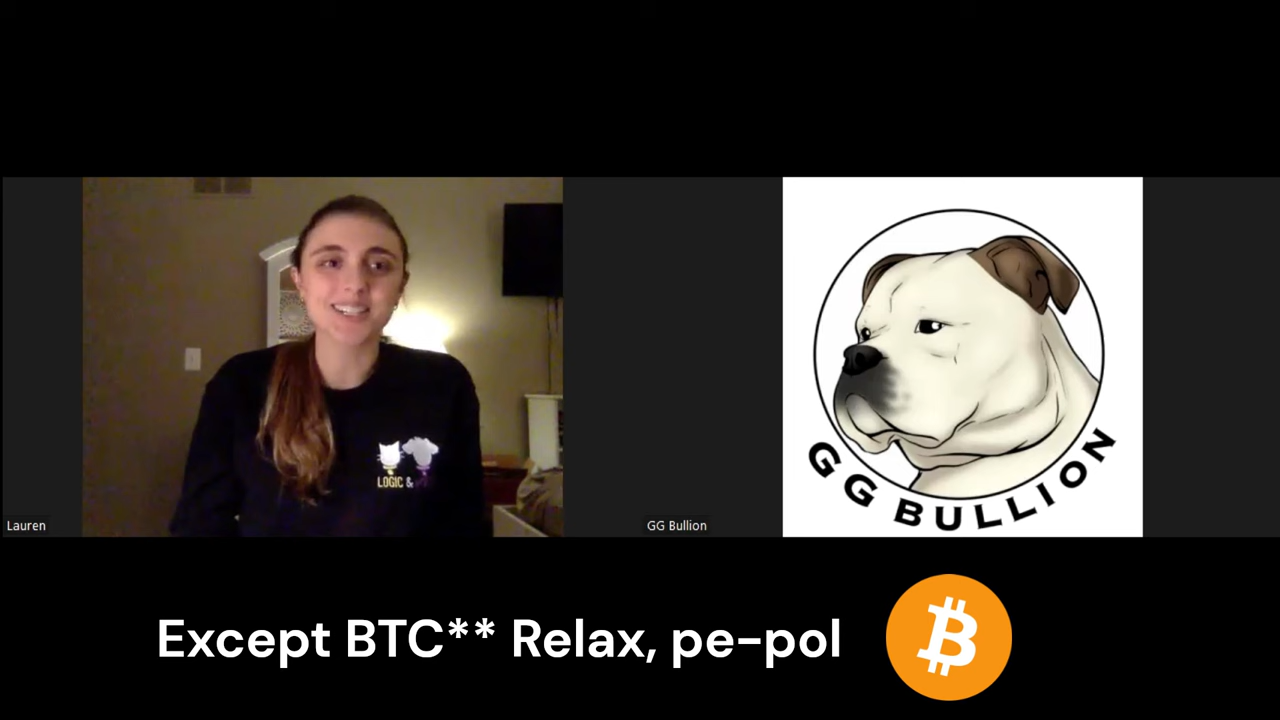 LOGIC &
Lauren
GG BULLION
GG Bullion
Except BTC** Relax, pe-pol